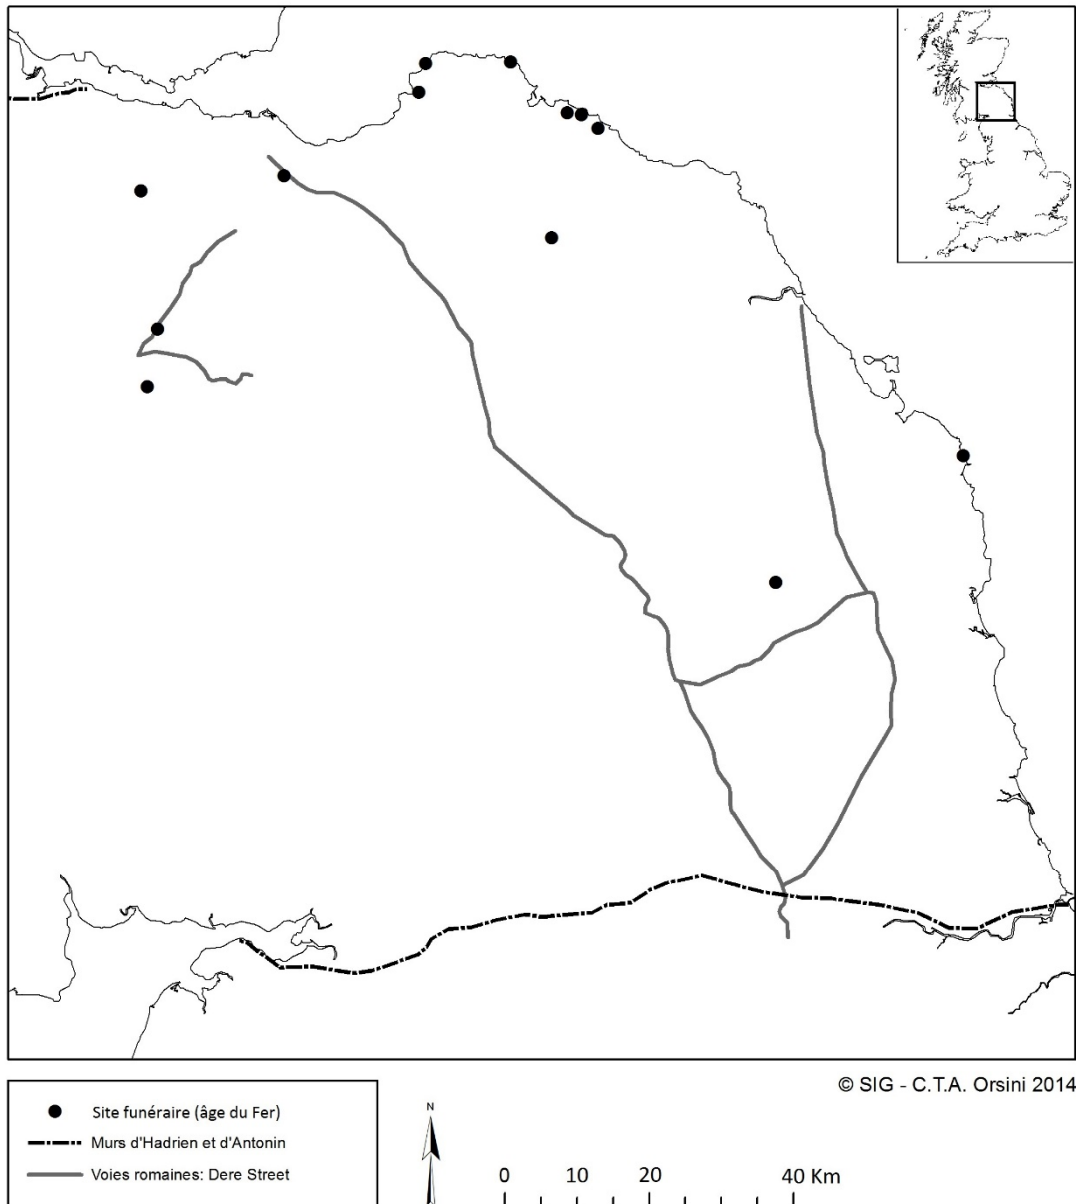 © SIG - C.T.A. Orsini 2014
Site funéraire (âge du Fer)
Murs d'Hadrien et d'Antonin
Voies romaines: Dere Street
N
0 10 20 40 Km